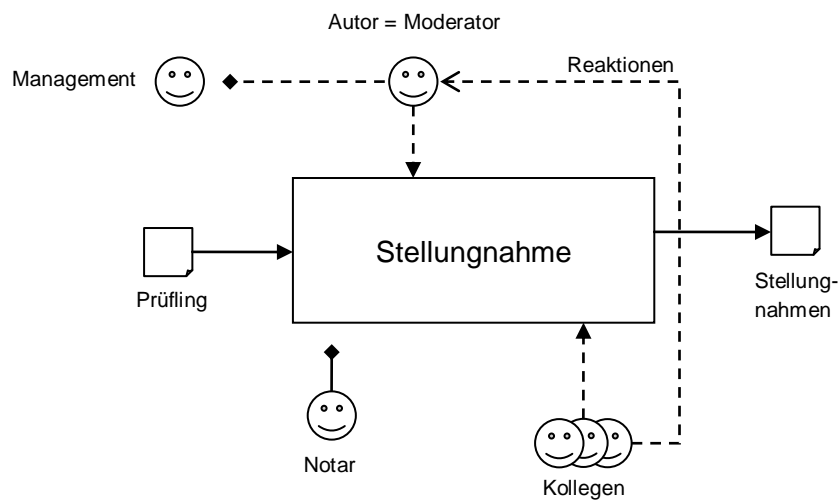 Autor = Moderator
Management
Reaktionen
Stellungnahme
Prüfling
Stellung-
nahmen
Notar
Kollegen